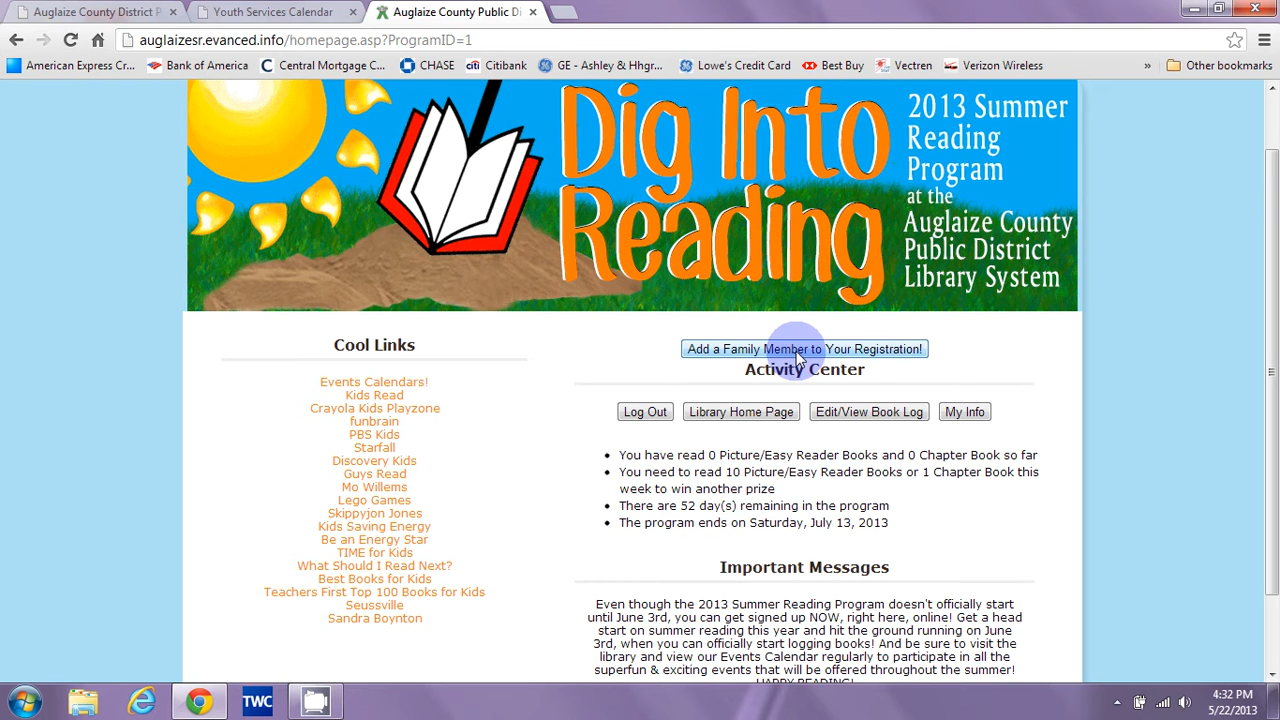 Auglaize County District P
Youth Services Calendar
Auglaize County Public Di
auglaizesr.evanced.info/homepage.asp?ProgramID=1
American Express Cr...
Bank of America
Central Mortgage C...
CHASE
citi Citibank
GE - Ashley & Hhgr...
Lowe's Credit Card
Best Buy
Vectren
Verizon Wireless
»
Other bookmarks
Dig Into
Reading
2013 Summer
Reading
Program
at the
Auglaize County
Public District
Library System
Cool Links
Events Calendars!
Kids Read
Crayola Kids Playzone
funbrain
PBS Kids
Starfall
Discovery Kids
Guys Read
Mo Willems
Lego Games
Skippyjon Jones
Kids Saving Energy
Be an Energy Star
TIME for Kids
What Should I Read Next?
Best Books for Kids
Teachers First Top 100 Books for Kids
Seussville
Sandra Boynton
Add a Family Member to Your Registration!
Activity Center
Log Out
Library Home Page
Edit/View Book Log
My Info
• You have read 0 Picture/Easy Reader Books and 0 Chapter Book so far
• You need to read 10 Picture/Easy Reader Books or 1 Chapter Book this
week to win another prize
• There are 52 day(s) remaining in the program
• The program ends on Saturday, July 13, 2013
Important Messages
Even though the 2013 Summer Reading Program doesn't officially start
until June 3rd, you can get signed up NOW, right here, online! Get a head
start on summer reading this year and hit the ground running on June
3rd, when you can officially start logging books! And be sure to visit the
library and view our Events Calendar regularly to participate in all the
superfun & exciting events that will be offered throughout the summer!
HAPPY READING!
TWC
4:32 PM
5/22/2013